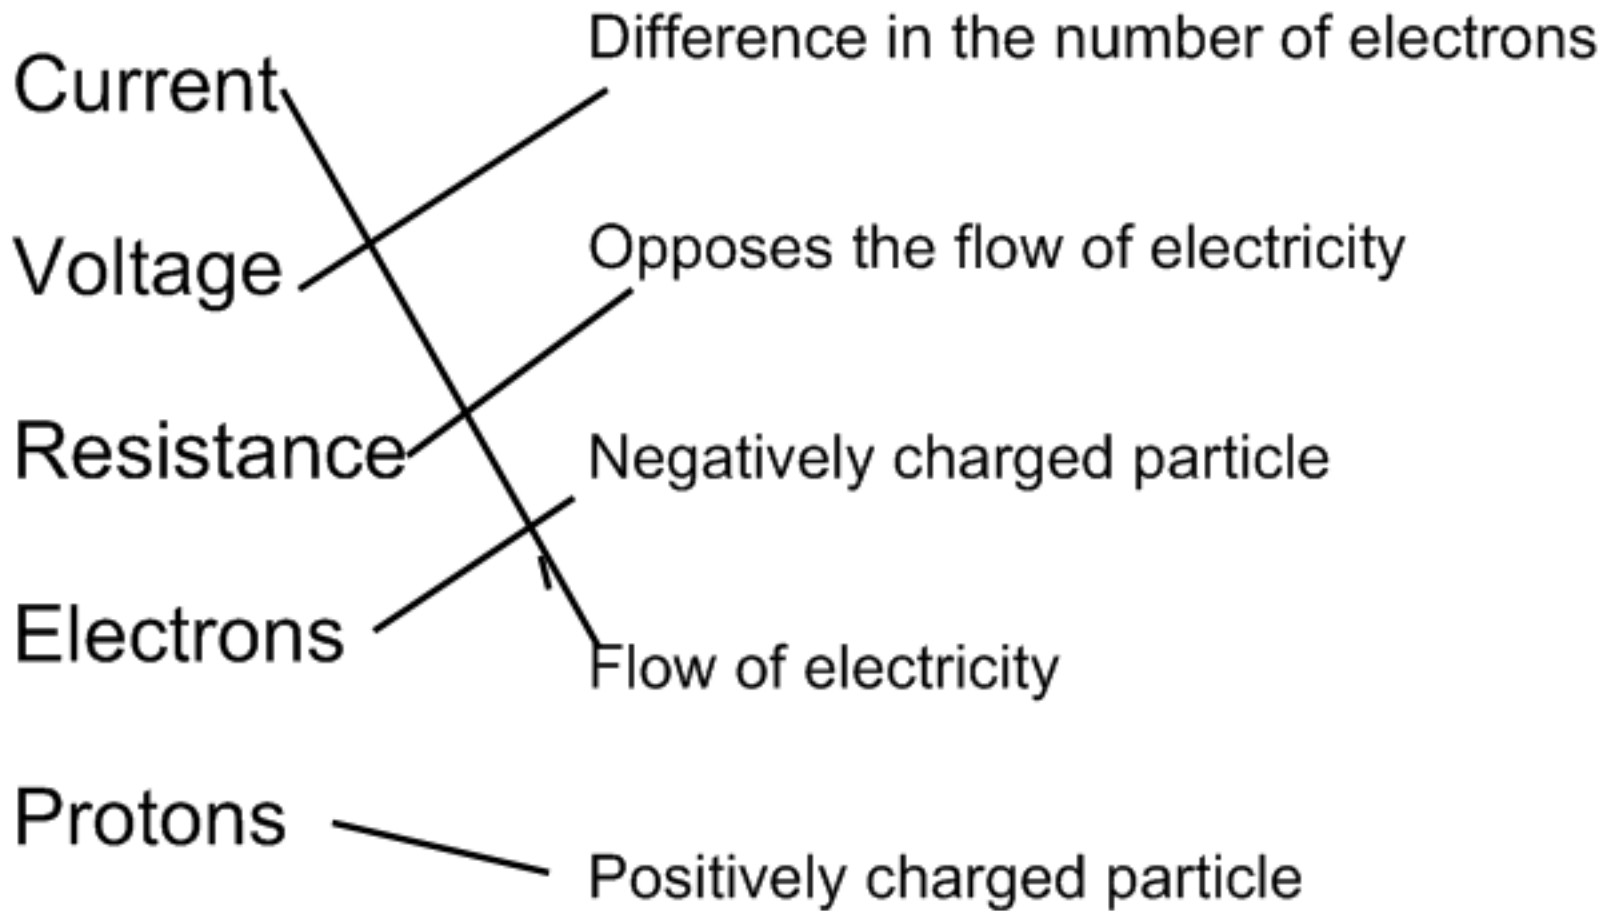 Current
Difference in the number of electrons
Voltage
Opposes the flow of electricity
Resistance
Negatively charged particle
Electrons
Flow of electricity
Protons
Positively charged particle